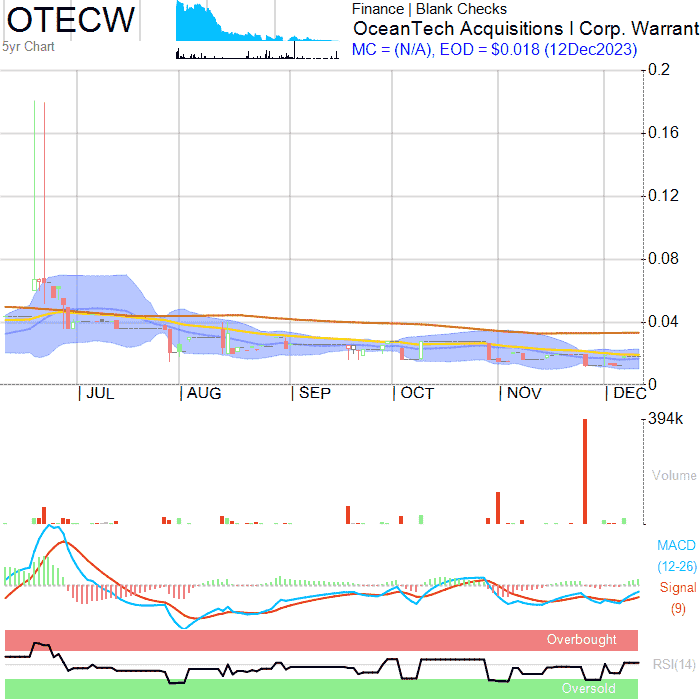 OTECW
5yr Chart
Finance | Blank Checks
OceanTech Acquisitions I Corp. Warrant
MC = (N/A), EOD = $0.018 (12Dec2023)
0.2
0.16
0.12
0.08
0.04
0
JUL
AUG
SEP
OCT
NOV
DEC
394k
Volume
MACD
(12-26)
Signal
(9)
Overbought
RSI(14)
Oversold